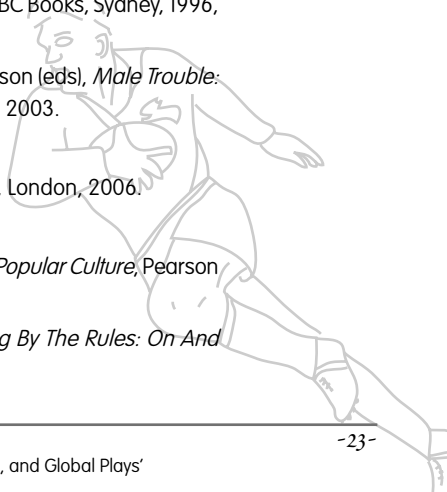 BC Books, Sydney, 1996,
son (eds), Male Trouble:
2003.
London, 2006.
Popular Culture, Pearson
g By The Rules: On And
-23-
, and Global Plays'